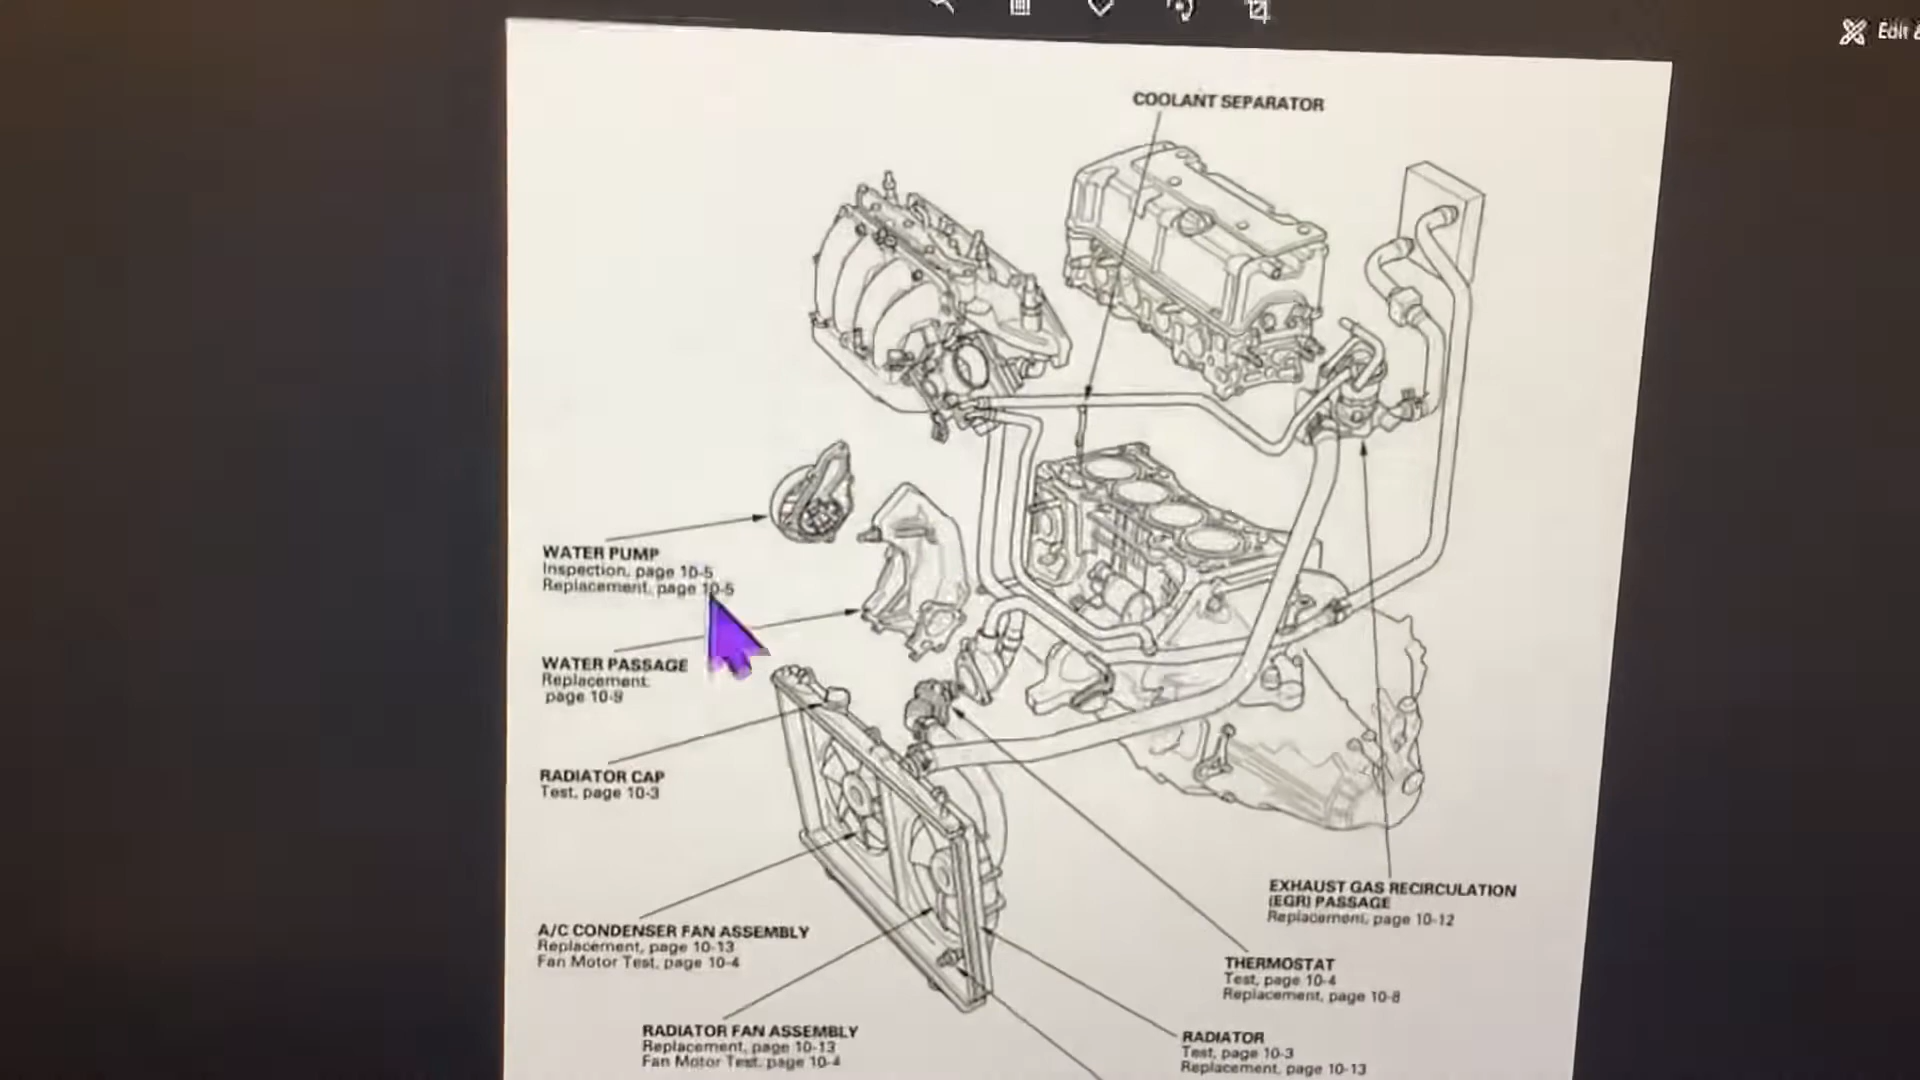 Edit
COOLANT SEPARATOR
WATER PUMP
Inspection, page 10-5
Replacement, page 10-5
WATER PASSAGE
Replacement,
page 10-9
RADIATOR CAP
Test, page 10-3
A/C CONDENSER FAN ASSEMBLY
Replacement, page 10-13
Fan Motor Test, page 10-4
RADIATOR FAN ASSEMBLY
Replacement, page 10-13
Fan Motor Test, page 10-4
EXHAUST GAS RECIRCULATION
(EGR) PASSAGE
Replacement, page 10-12
THERMOSTAT
Test, page 10-4
Replacement, page 10-8
RADIATOR
Test, page 10-3
Replacement, page 10-13